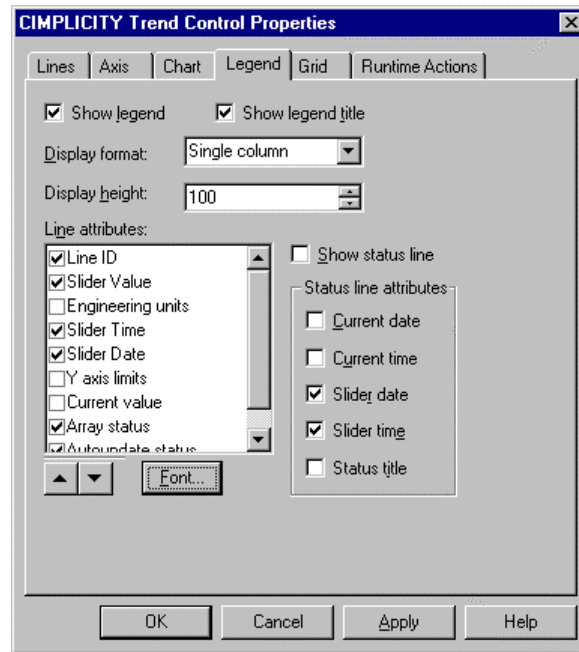 CIMPLICITY Trend Control Properties
Lines Axis Chart Legend Grid Runtime Actions
Show legend Show legend title
Display format: Single column
Display height: 100
Line attributes:
Line ID
Slider Value
Engineering units
Slider Time
Slider Date
Y axis limits
Current value
Array status
Autoupdate status
Font...
Show status line
Status line attributes
Current date
Current time
Slider date
Slider time
Status title
OK Cancel Apply Help